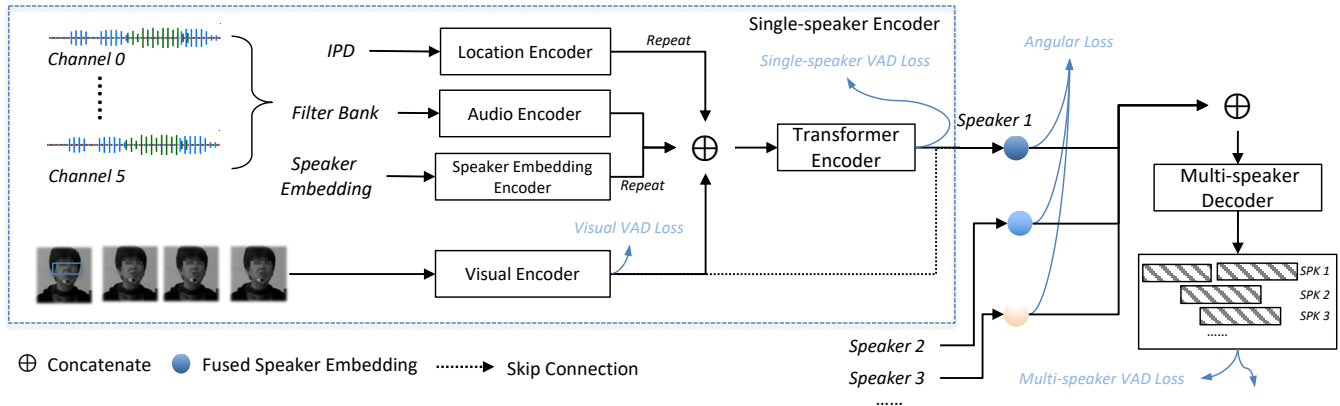 Single-speaker Encoder
Channel 0
Channel 5
IPD
Filter Bank
Speaker
Embedding
Location Encoder
Audio Encoder
Speaker Embedding
Encoder
Visual Encoder
Repeat
Repeat
Visual VAD Loss
Single-speaker VAD Loss
Transformer
Encoder
Speaker 1
Angular Loss
Multi-speaker
Decoder
SPK 1
SPK 2
SPK 3
......
Speaker 2
Speaker 3
......
Multi-speaker VAD Loss
Concatenate
Fused Speaker Embedding
Skip Connection